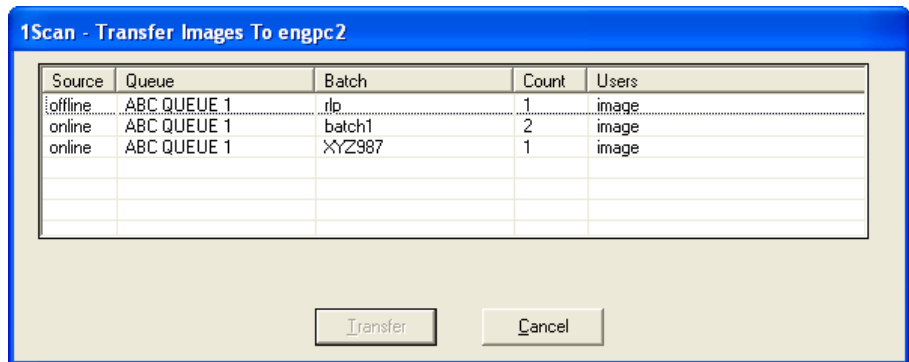 1Scan - Transfer Images To engpc2
Source Queue Batch Count Users
offline ABC QUEUE 1 rlp 1 image
online ABC QUEUE 1 batch1 2 image
online ABC QUEUE 1 XYZ987 1 image
Transfer Cancel